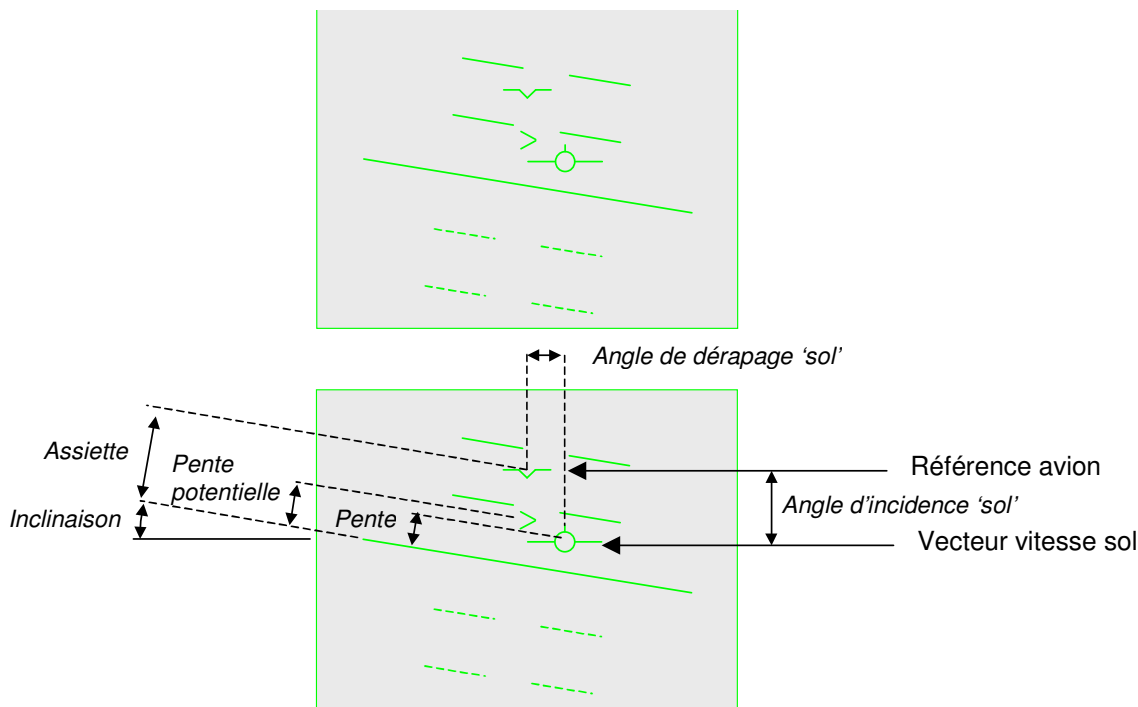 Angle de dérapage ‘sol’
Assiette
Pente
potentielle
Référence avion
Angle d’incidence ‘sol’
Inclinaison
Pente
Vecteur vitesse sol